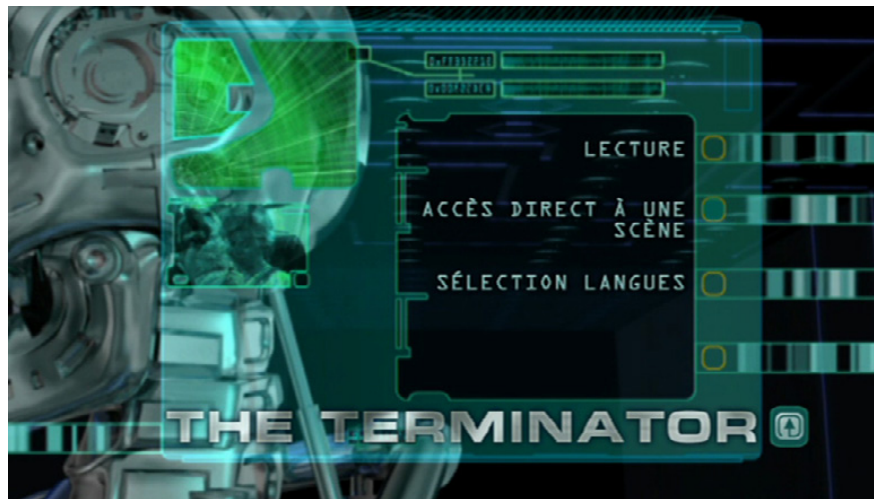 LECTURE
ACCÈS DIRECT À UNE
SCÈNE
SÉLECTION LANGUES
THE TERMINATOR